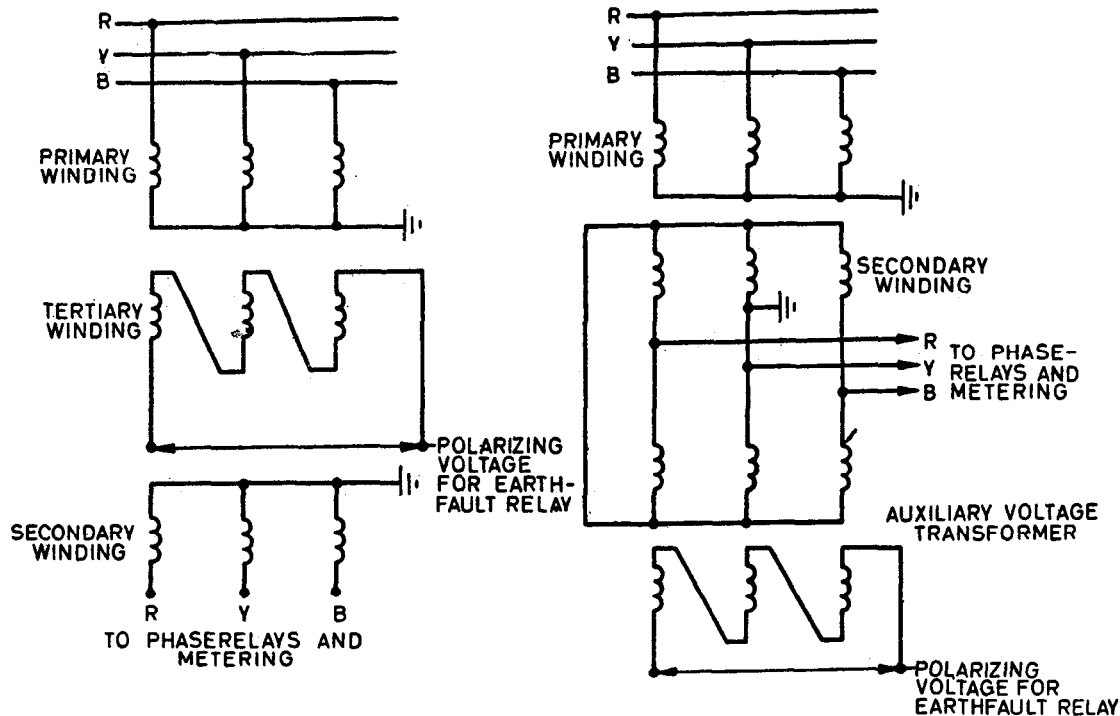 R
Y
B
PRIMARY
WINDING
TERTIARY
WINDING
POLARIZING
VOLTAGE
FOR EARTH-
FAULT RELAY
SECONDARY
WINDING
R Y B
TO PHASERELAYS AND
METERING
R
Y
B
PRIMARY
WINDING
SECONDARY
WINDING
R
Y
B
TO PHASE-
RELAYS AND
METERING
AUXILIARY VOLTAGE
TRANSFORMER
POLARIZING
VOLTAGE FOR
EARTHFAULT RELAY